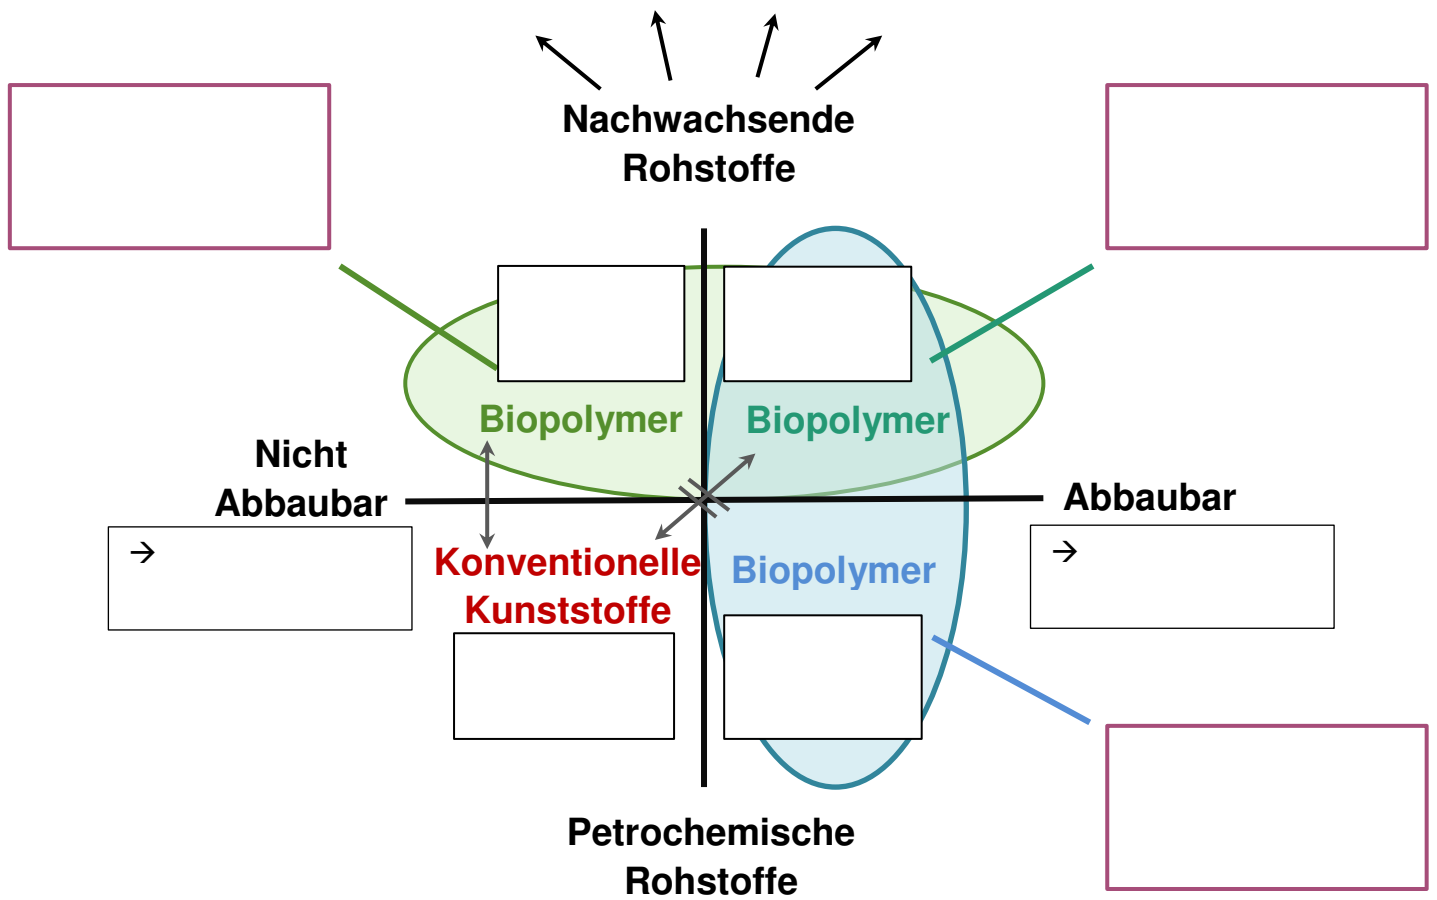 Nachwachsende
Rohstoffe
Biopolymer
Biopolymer
Nicht
Abbaubar
Abbaubar
→
→
Konventionelle
Kunststoffe
Biopolymer
Petrochemische
Rohstoffe